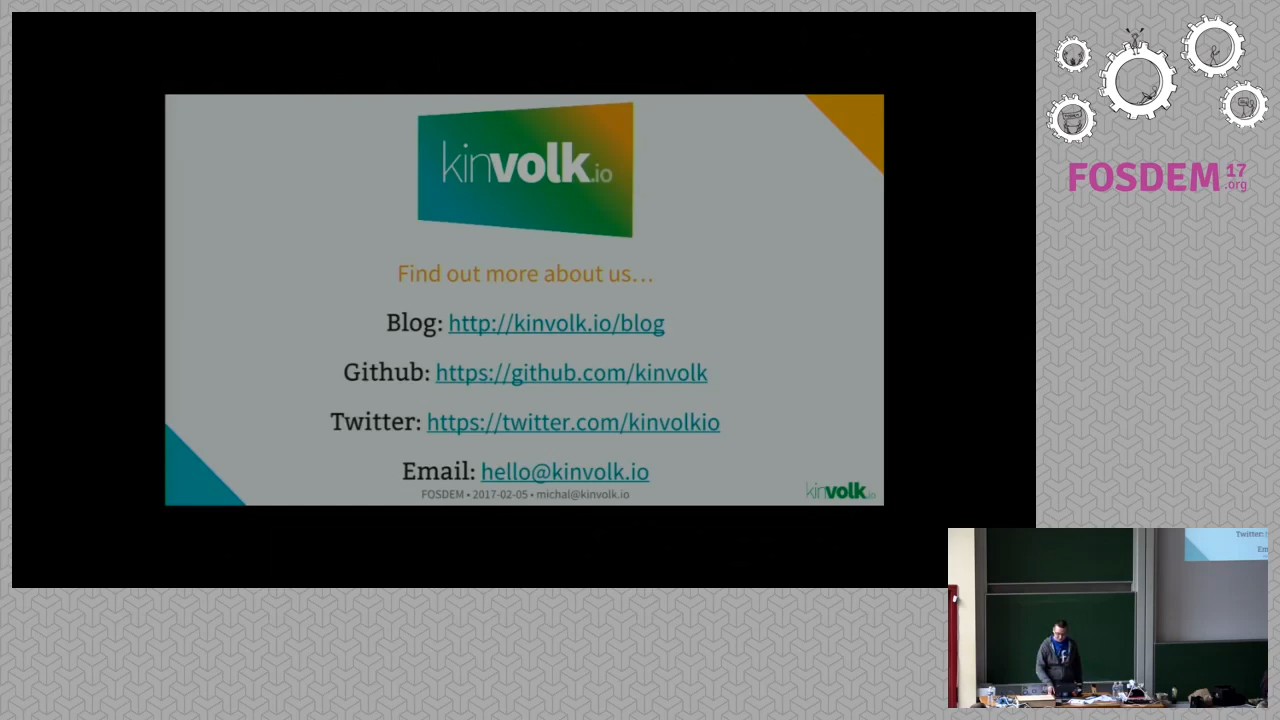 kinvolk.io
Find out more about us…
Blog: http://kinvolk.io/blog
Github: https://github.com/kinvolk
Twitter: https://twitter.com/kinvolkio
Email: hello@kinvolk.io
FOSDEM • 2017-02-05 • michal@kinvolk.io
kinvolk.io
FOSDEM 17
.org
Twitter:
Em